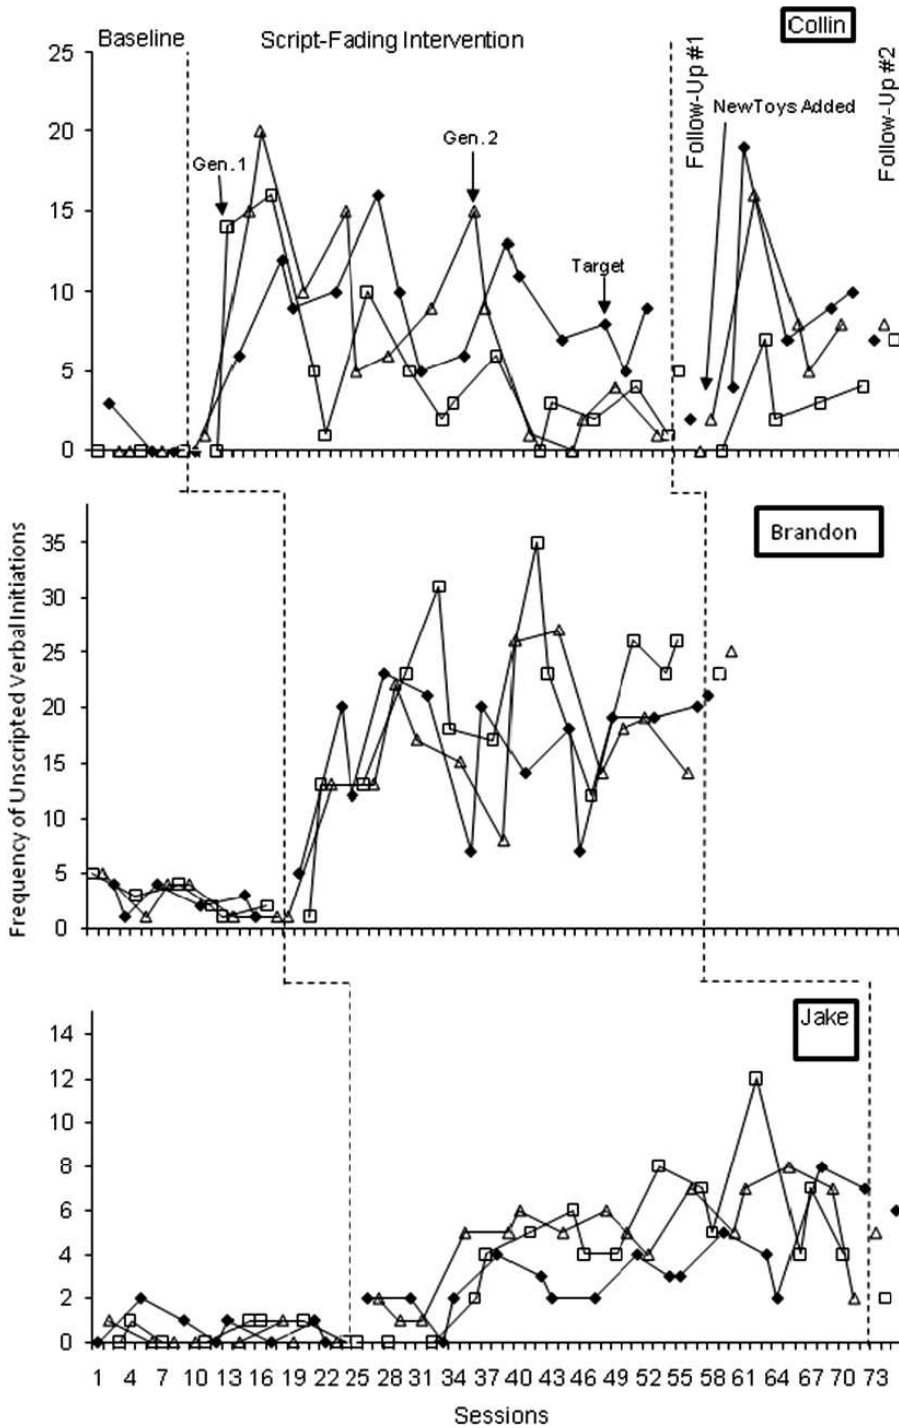 Collin
Baseline
Script-Fading Intervention
Follow-Up #1
Follow-Up #2
NewToys Added
Gen.1
Gen.2
Target
25
20
15
10
5
0
Brandon
Frequency of Unscripted Verbal Initiations
35
30
25
20
15
10
5
0
Jake
14
12
10
8
6
4
2
0
1 4 7 10 13 16 19 22 25 28 31 34 37 40 43 46 49 52 55 58 61 64 67 70 73
Sessions